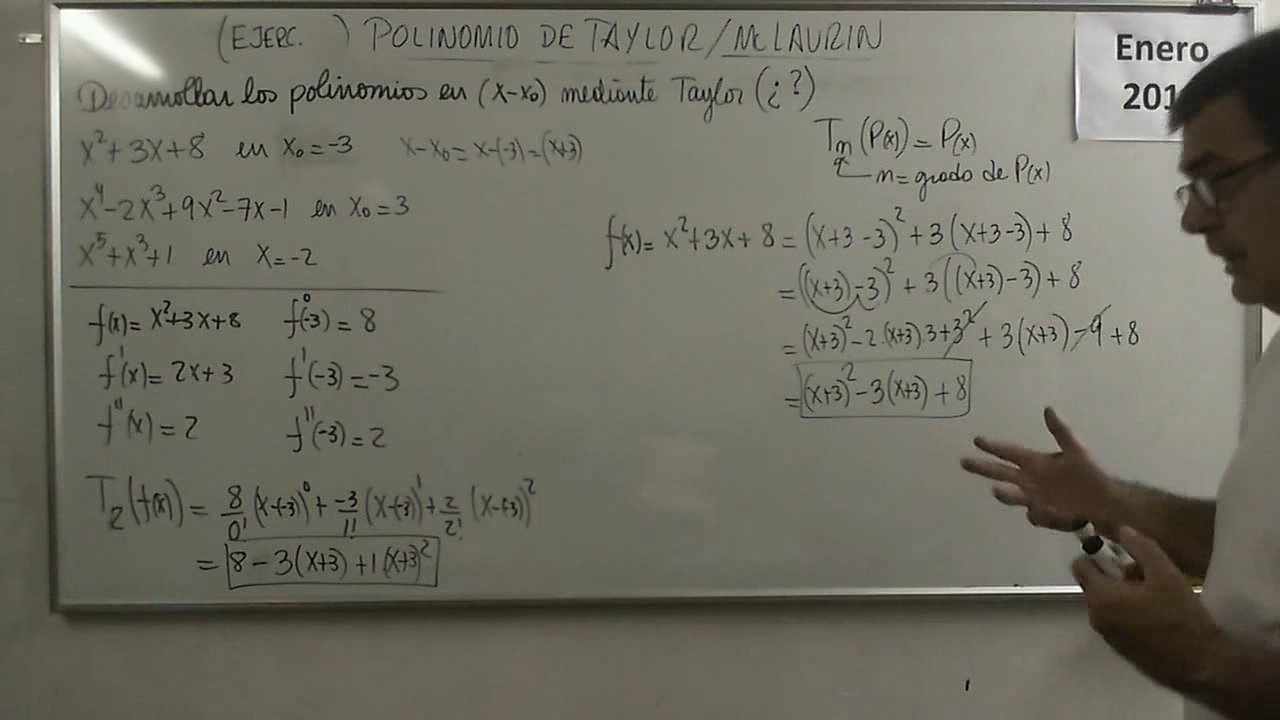 (EJERC. ) POLINOMIO DE TAYLOR/MCLAURIN
Desarrollar los polinomios en (x-x₀) mediante Taylor (¿?)
x²+3x+8 en x₀=-3 x-x₀=x-(-3)=(x+3)
x⁴-2x³+9x²-7x-1 en x₀=3
x⁵+x³+1 en x=-2
f(x)=x²+3x+8 f⁰(-3)=8
f'(x)=2x+3 f'(-3)=-3
f''(x)=2 f''(-3)=2
T₂(f(x))= 8/0! (x-(-3))⁰ + -3/1! (x-(-3))¹ + 2/2! (x-(-3))²
= 8-3(x+3)+1(x+3)²
Tₙ(P(x))=P(x)
n=grado de P(x)
f(x)= x²+3x+8 = (x+3-3)²+3(x+3-3)+8
= ((x+3)-3)²+3((x+3)-3)+8
= (x+3)²-2·(x+3)·3+3²+3(x+3)-9+8
= (x+3)²-3(x+3)+8
Enero
201